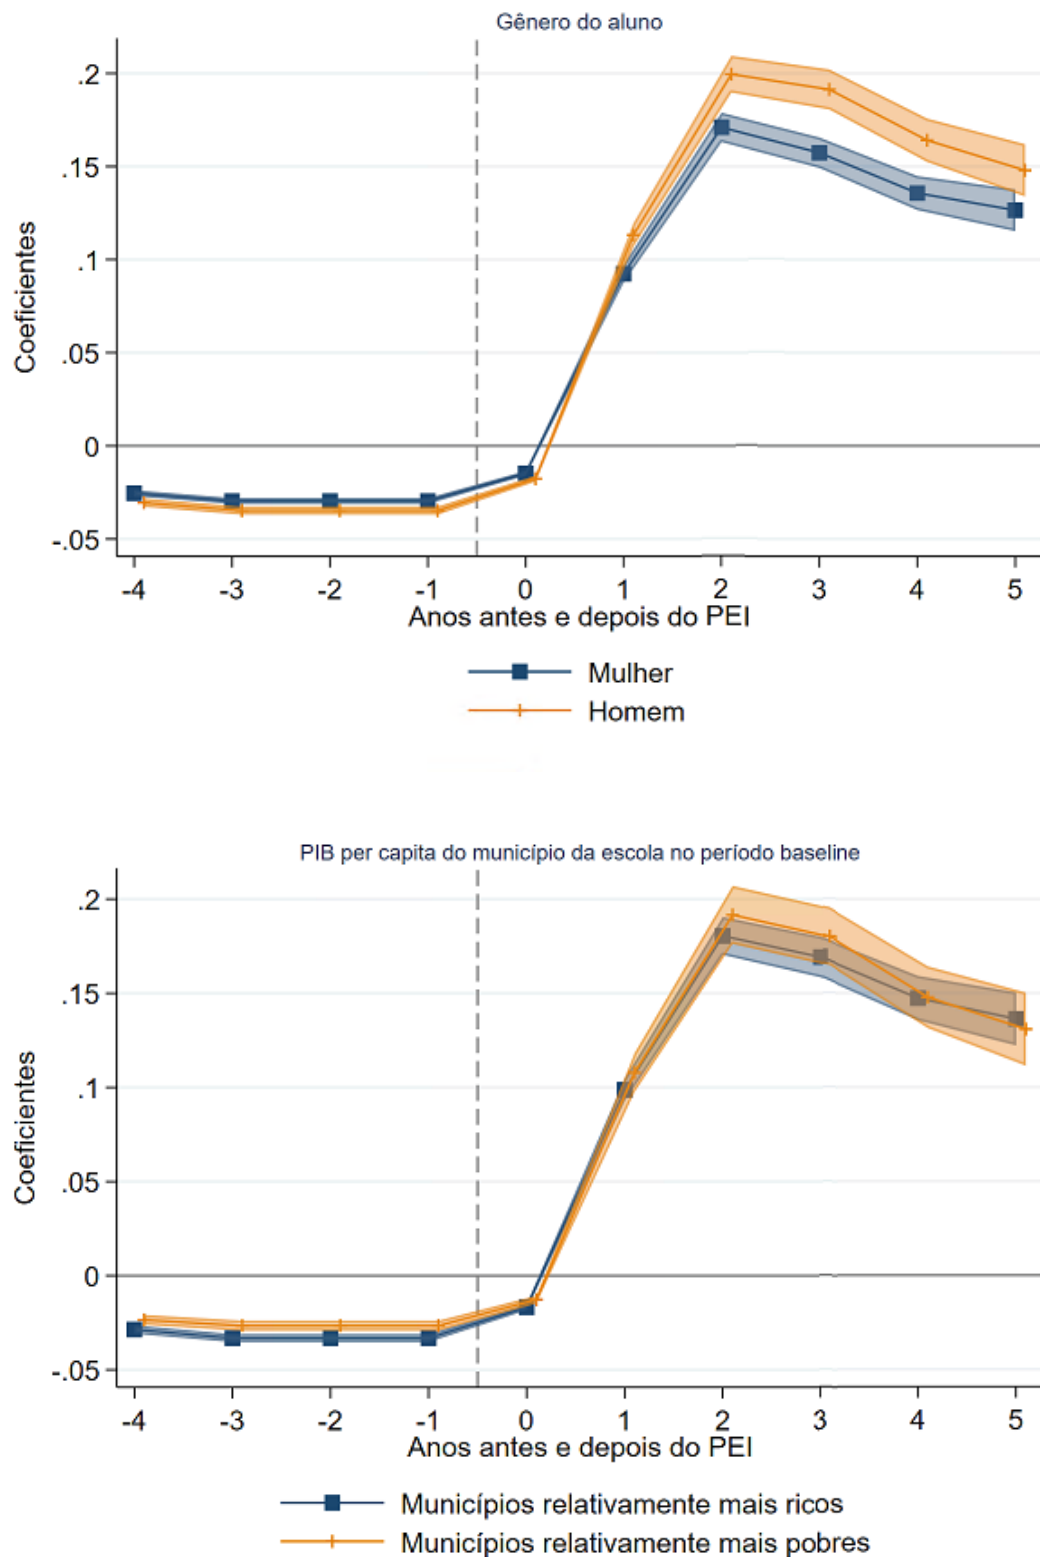 Gênero do aluno
.2
.15
.1
.05
0
-.05
Coeficientes
-4 -3 -2 -1 0 1 2 3 4 5
Anos antes e depois do PEI
Mulher
Homem
PIB per capita do município da escola no período baseline
.2
.15
.1
.05
0
-.05
Coeficientes
-4 -3 -2 -1 0 1 2 3 4 5
Anos antes e depois do PEI
Municípios relativamente mais ricos
Municípios relativamente mais pobres